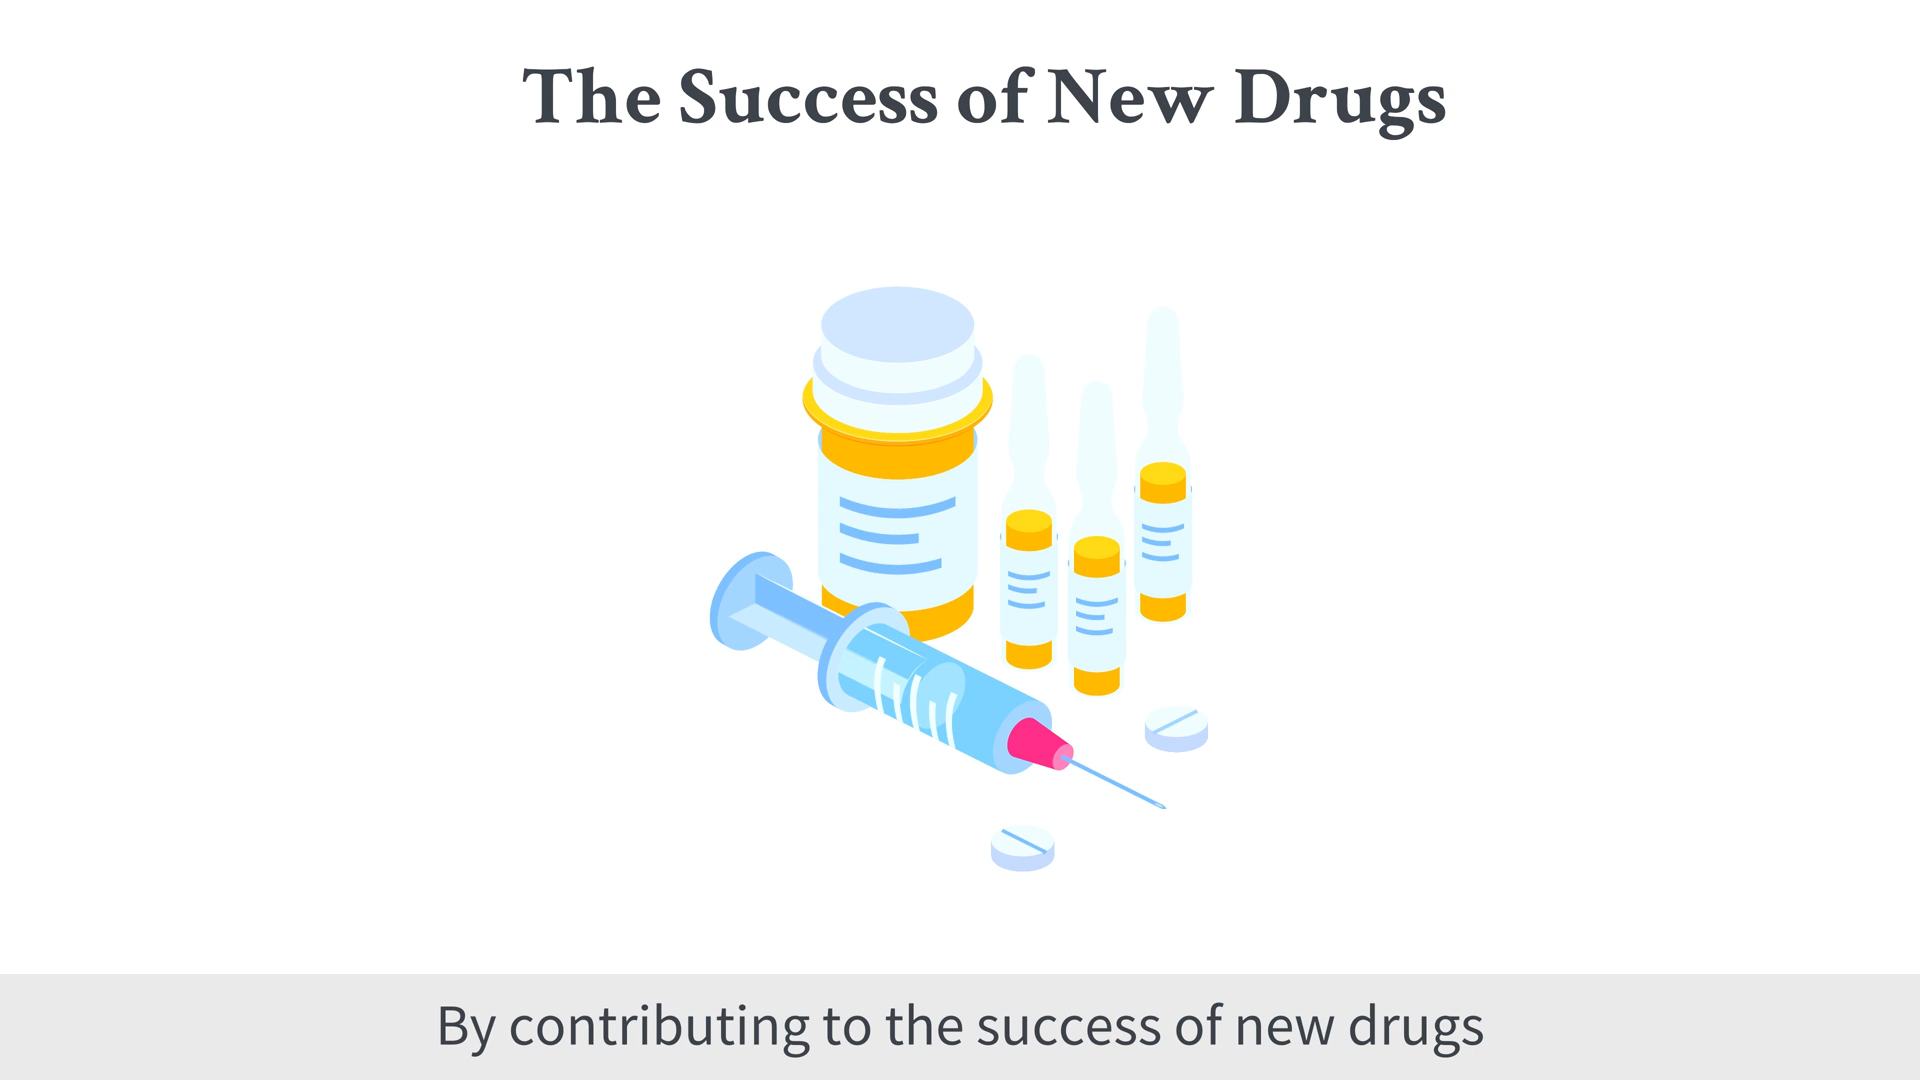 The Success of New Drugs
By contributing to the success of new drugs